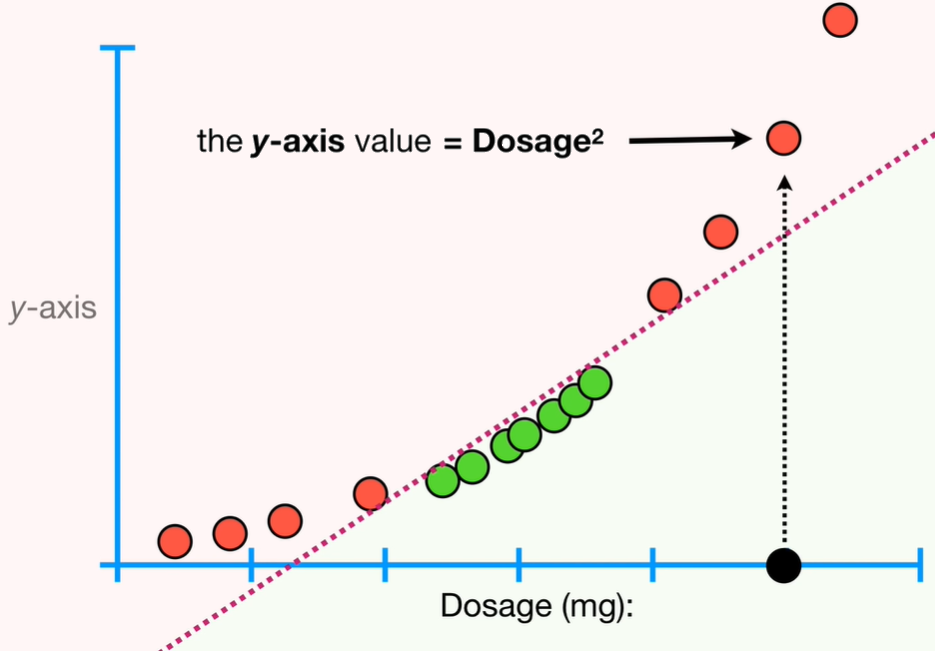 the y-axis value = Dosage²
y-axis
Dosage (mg):